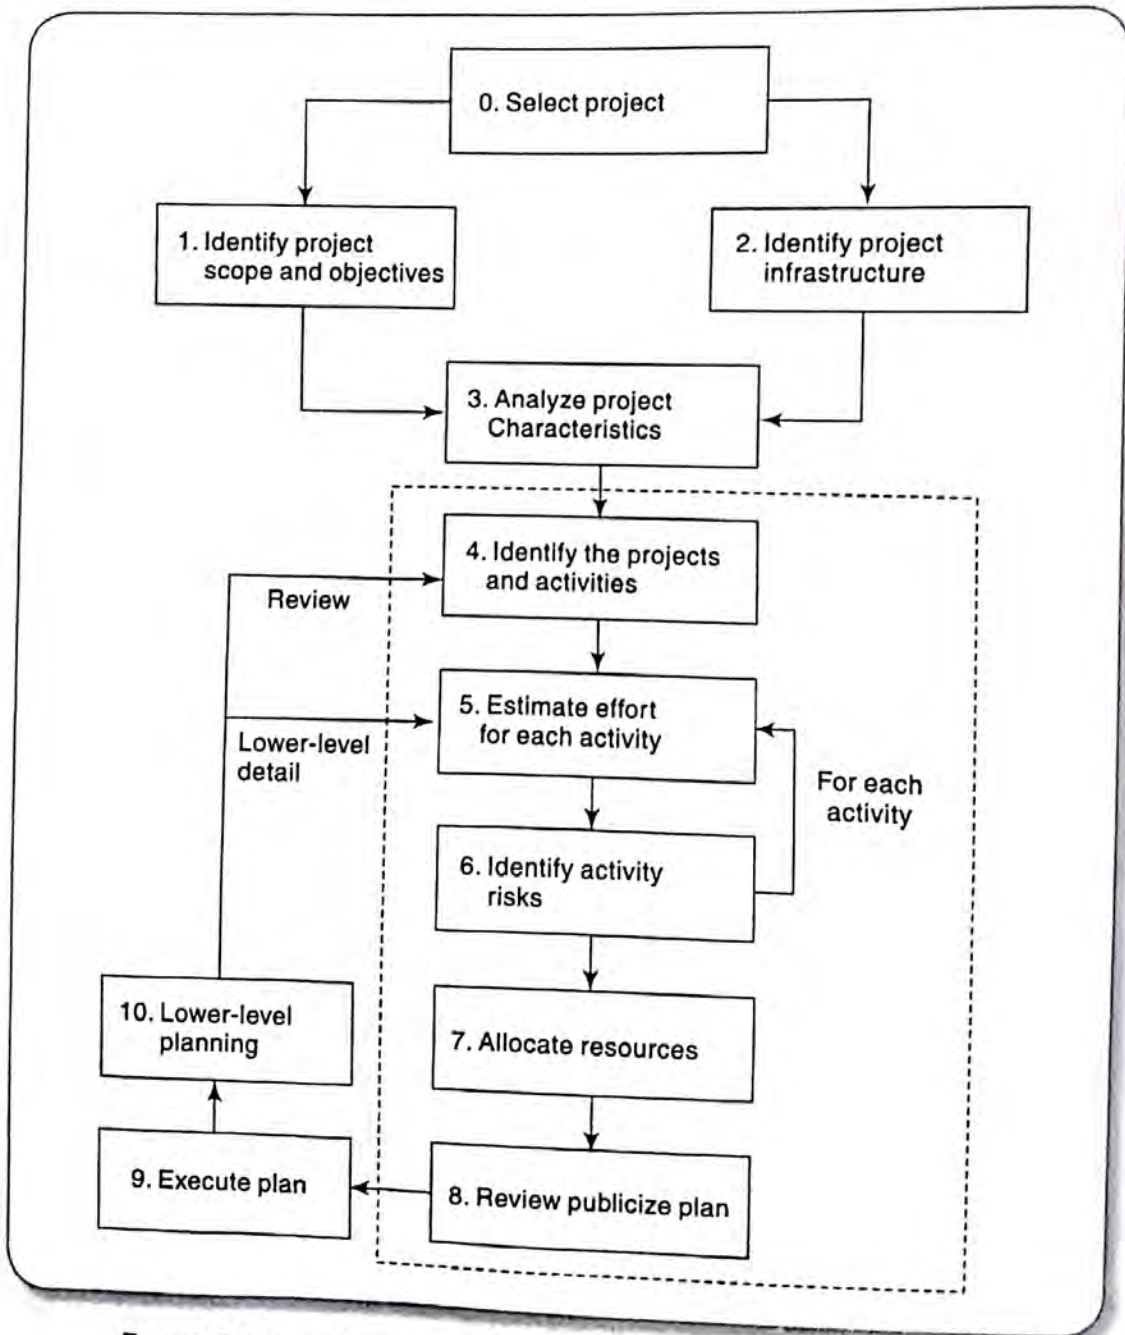 0. Select project
1. Identify project
scope and objectives
2. Identify project
infrastructure
3. Analyze project
Characteristics
4. Identify the projects
and activities
Review
5. Estimate effort
for each activity
Lower-level
detail
For each
activity
6. Identify activity
risks
7. Allocate resources
10. Lower-level
planning
9. Execute plan
8. Review publicize plan